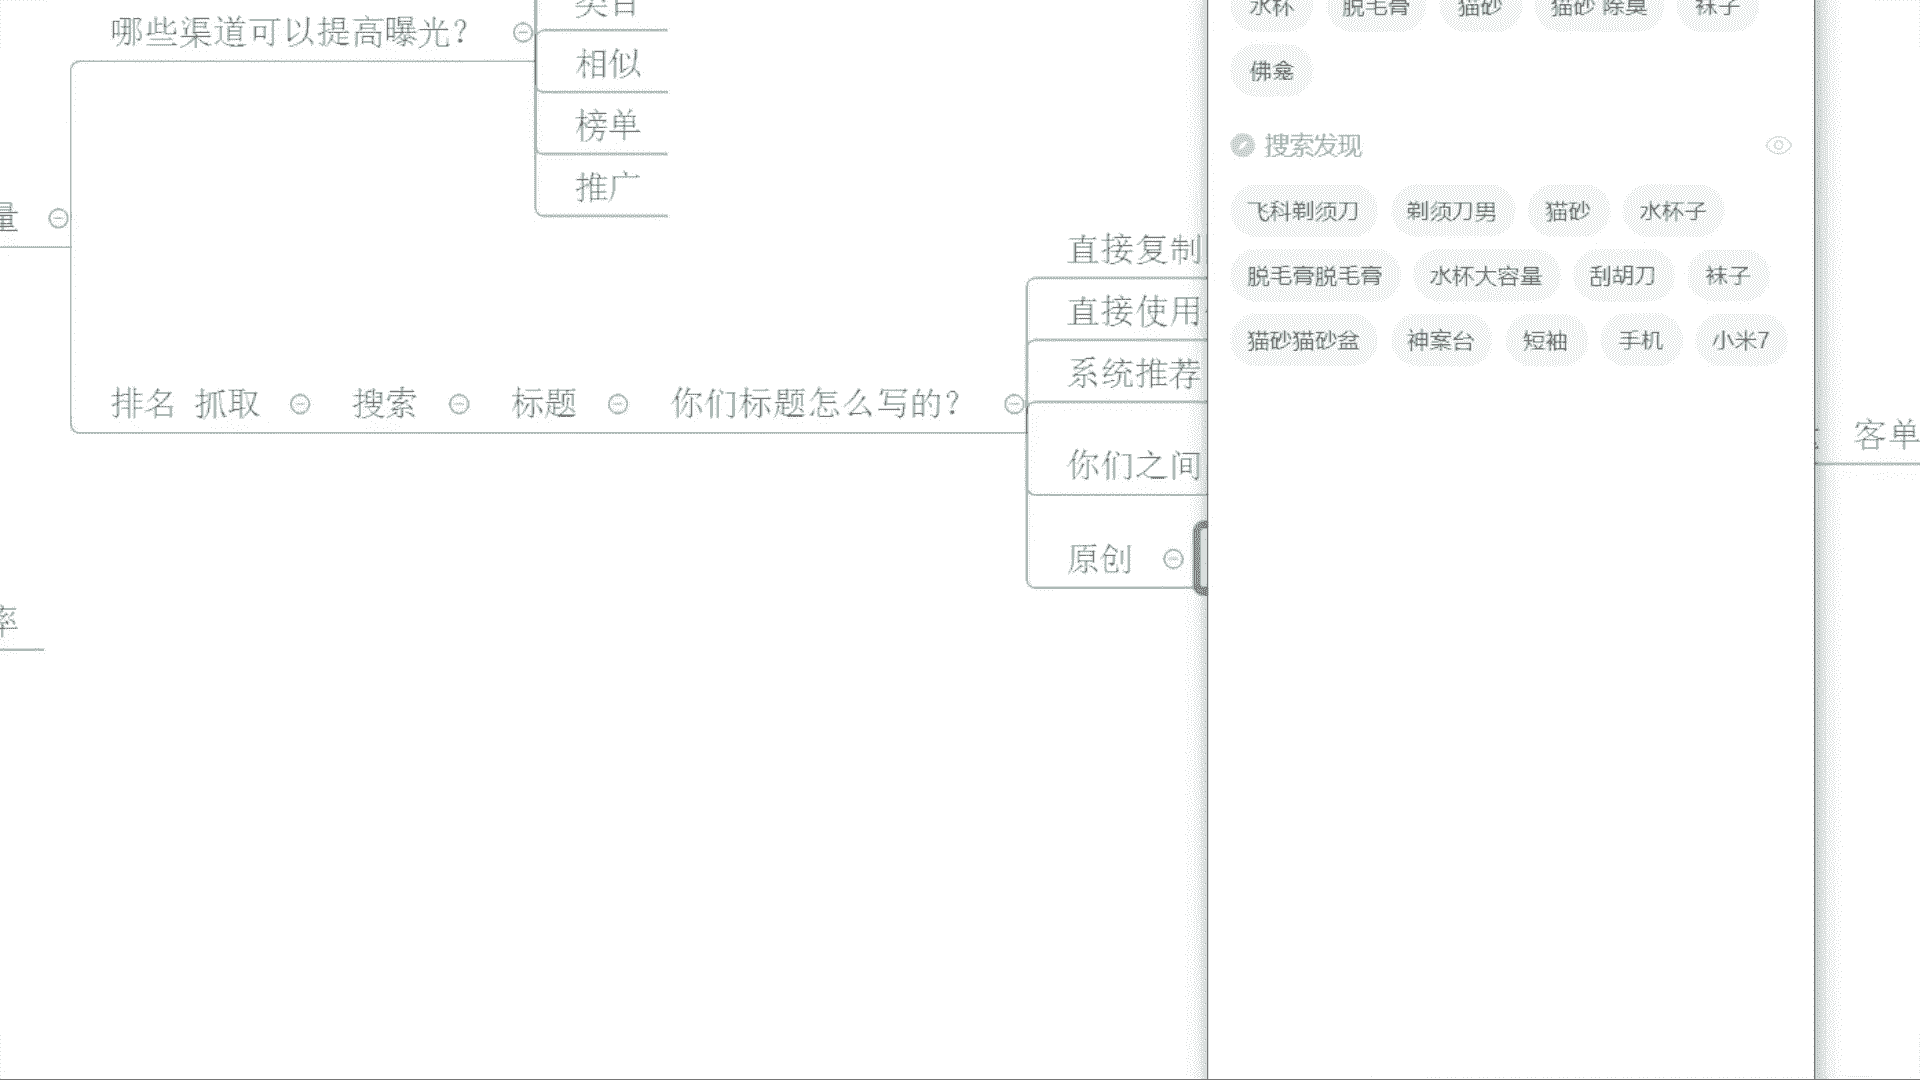 哪些渠道可以提高曝光？
类目
相似
榜单
推广
量
排名 抓取
搜索
标题
你们标题怎么写的？
直接复制
直接使用
系统推荐
你们之间
原创
率
水杯
脱毛膏
猫砂
猫砂 除臭
袜子
佛龛
搜索发现
飞科剃须刀
剃须刀男
猫砂
水杯子
脱毛膏脱毛膏
水杯大容量
刮胡刀
袜子
猫砂猫砂盆
神案台
短袖
手机
小米7
客单